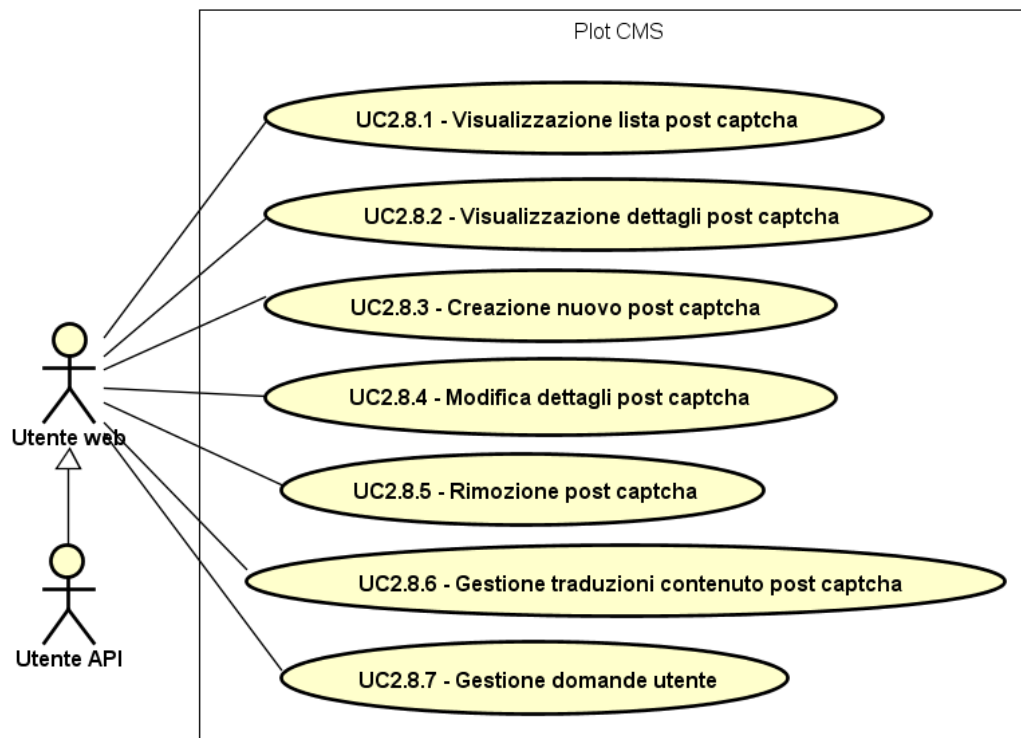 Plot CMS
UC2.8.1 - Visualizzazione lista post captcha
UC2.8.2 - Visualizzazione dettagli post captcha
UC2.8.3 - Creazione nuovo post captcha
UC2.8.4 - Modifica dettagli post captcha
Utente web
UC2.8.5 - Rimozione post captcha
UC2.8.6 - Gestione traduzioni contenuto post captcha
Utente API
UC2.8.7 - Gestione domande utente